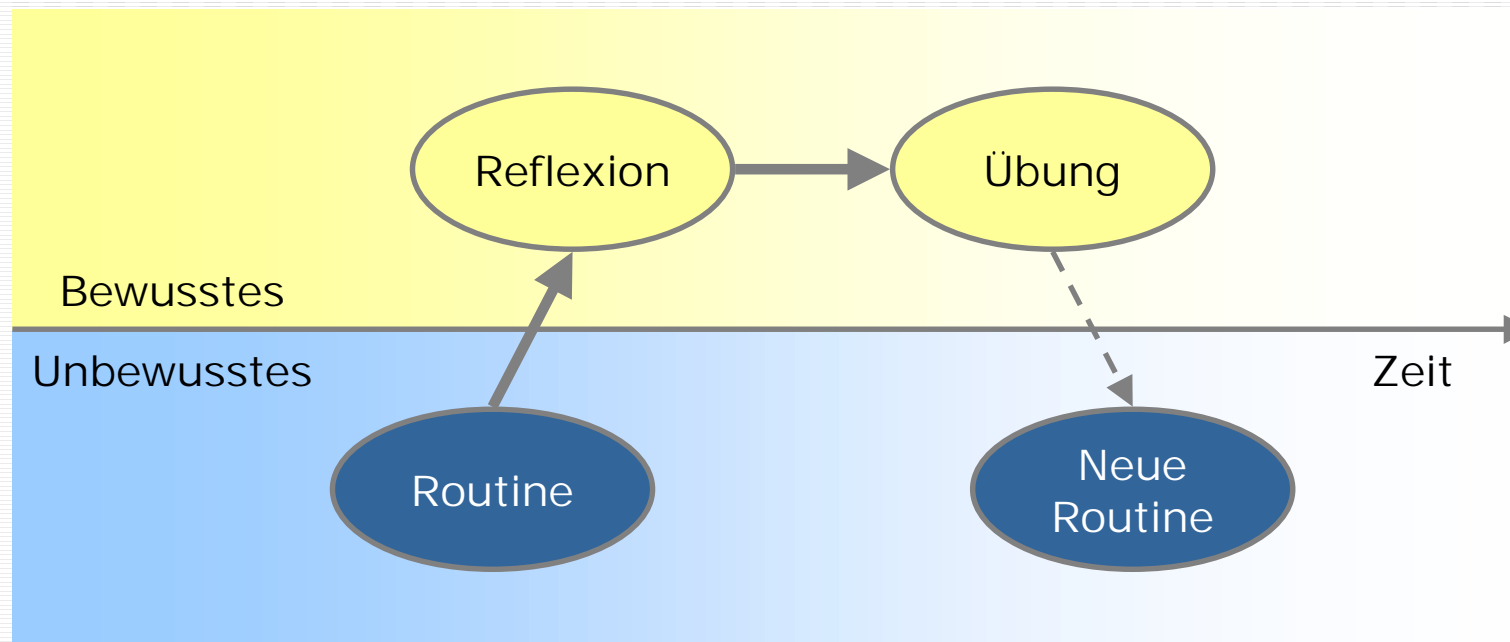 Reflexion
Übung
Bewusstes
Unbewusstes
Zeit
Routine
Neue
Routine